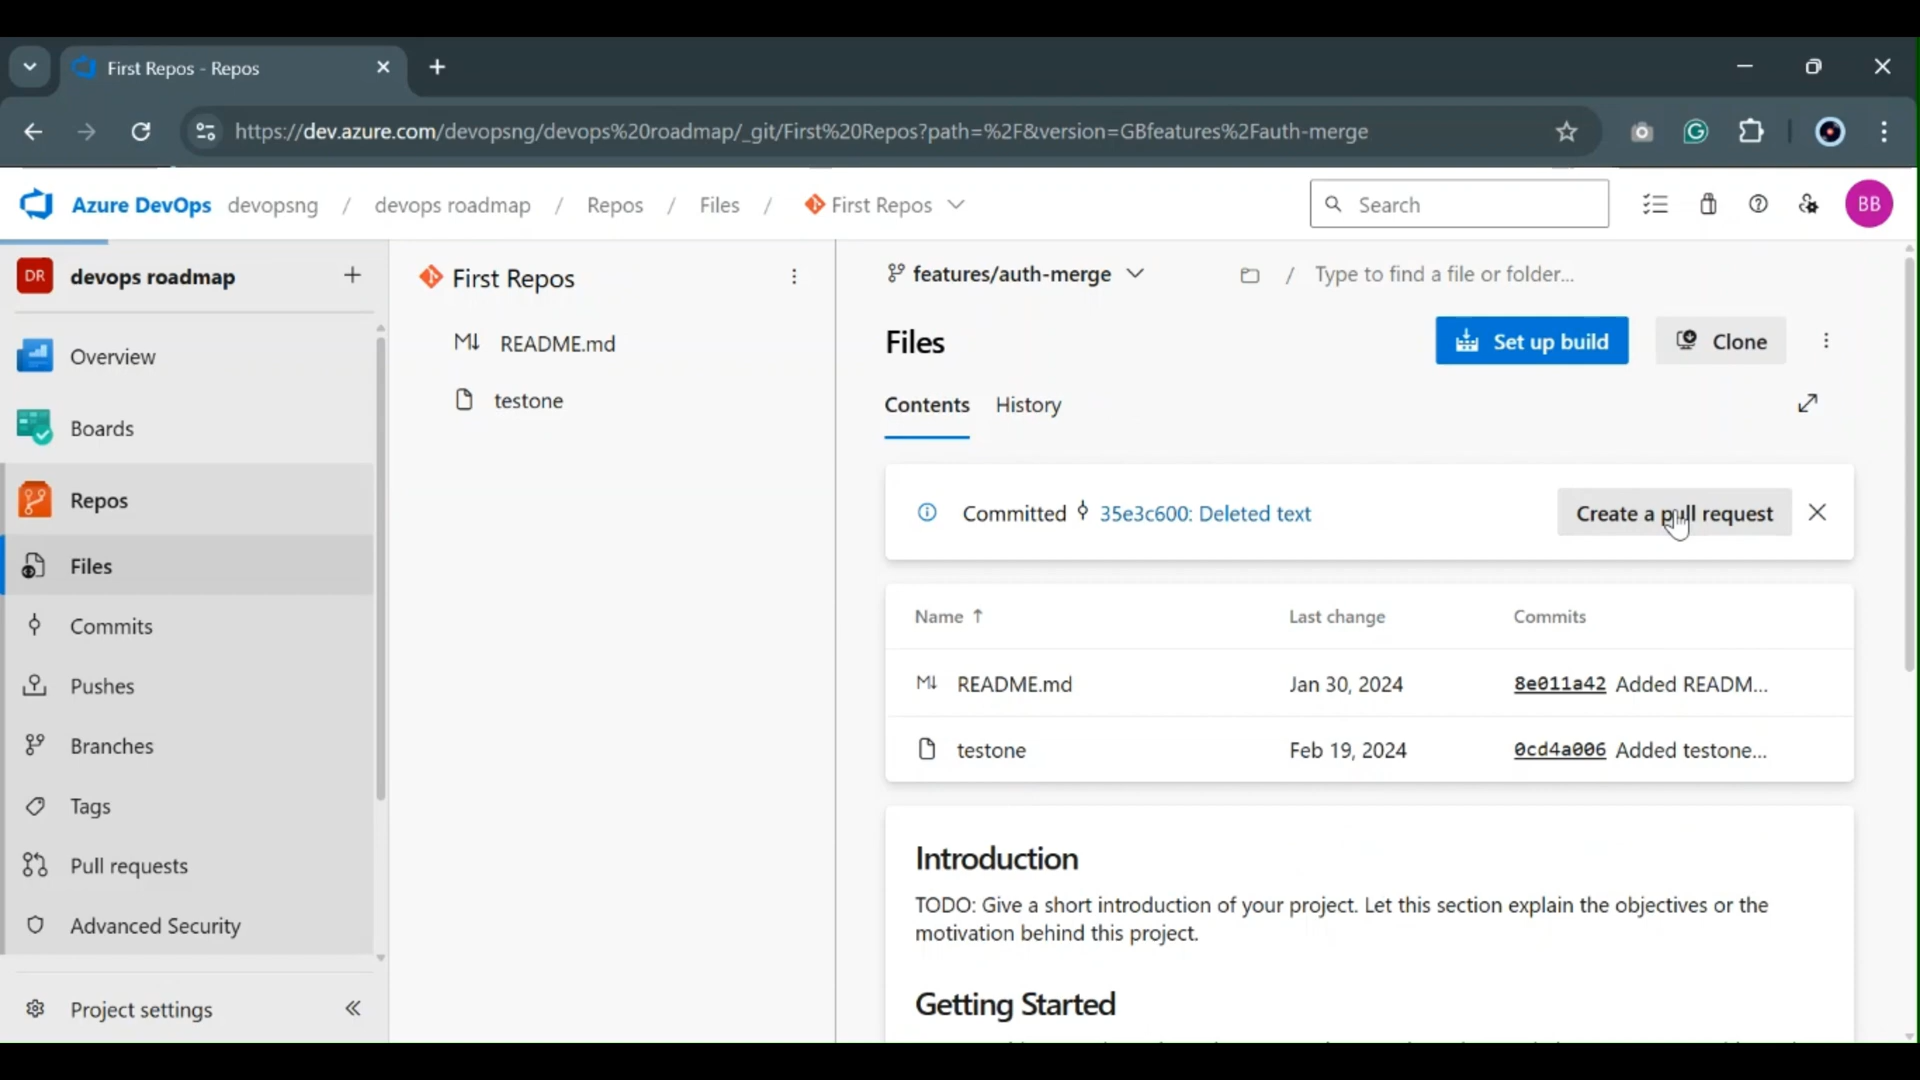 First Repos - Repos
https://dev.azure.com/devopsng/devops%20roadmap/_git/First%20Repos?path=%2F&version=GBfeatures%2Fauth-merge
Azure DevOps devopsng / devops roadmap / Repos / Files / First Repos
Search
BB
DR devops roadmap
Overview
Boards
Repos
Files
Commits
Pushes
Branches
Tags
Pull requests
Advanced Security
Project settings
First Repos
README.md
testone
features/auth-merge / Type to find a file or folder...
Files
Set up build
Clone
Contents History
Committed 35e3c600: Deleted text
Create a pull request
Name Last change Commits
README.md Jan 30, 2024 8e011a42 Added READM...
testone Feb 19, 2024 0cd4a006 Added testone...
Introduction
TODO: Give a short introduction of your project. Let this section explain the objectives or the
motivation behind this project.
Getting Started